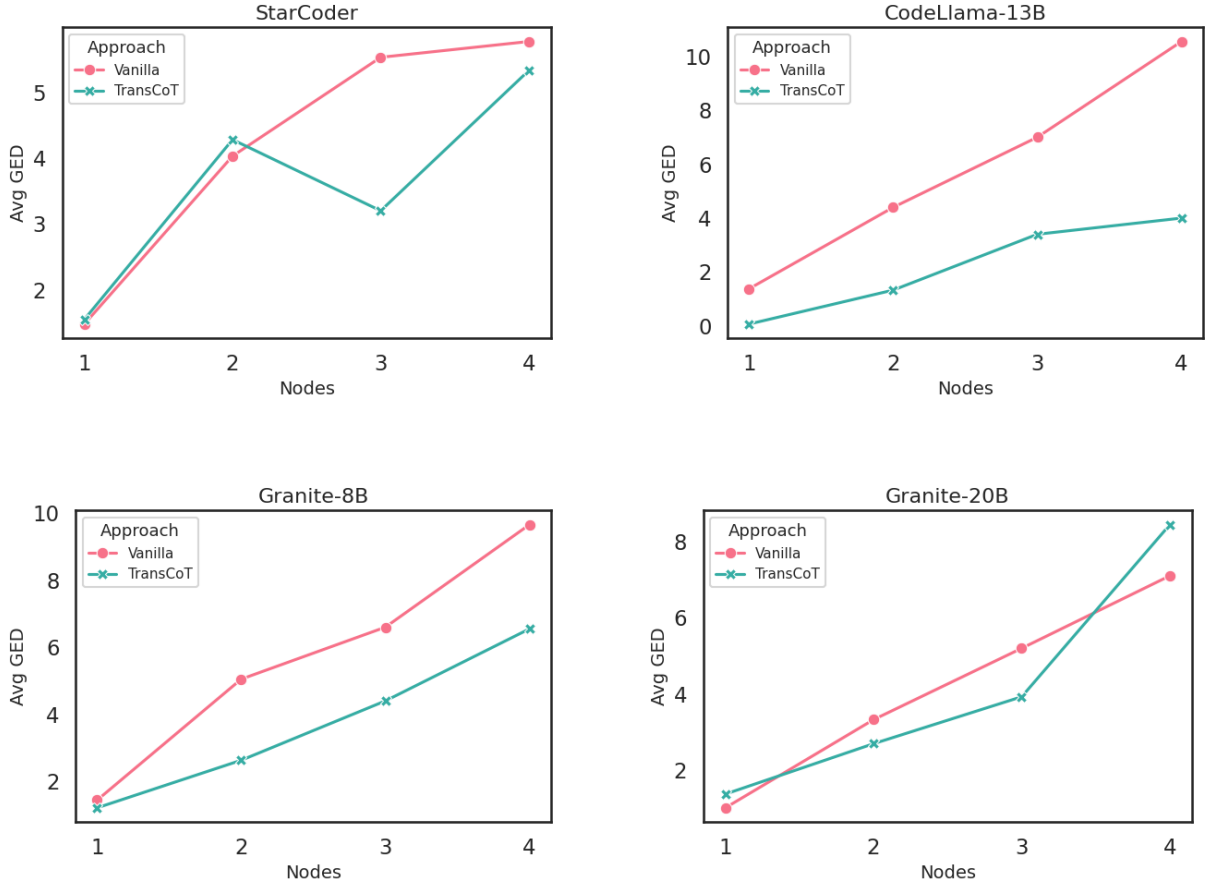 StarCoder
Approach
Vanilla
TransCoT
Avg GED
5
4
3
2
1 2 3 4
Nodes
CodeLlama-13B
Approach
Vanilla
TransCoT
Avg GED
10
8
6
4
2
0
1 2 3 4
Nodes
Granite-8B
Approach
Vanilla
TransCoT
Avg GED
10
8
6
4
2
1 2 3 4
Nodes
Granite-20B
Approach
Vanilla
TransCoT
Avg GED
8
6
4
2
1 2 3 4
Nodes